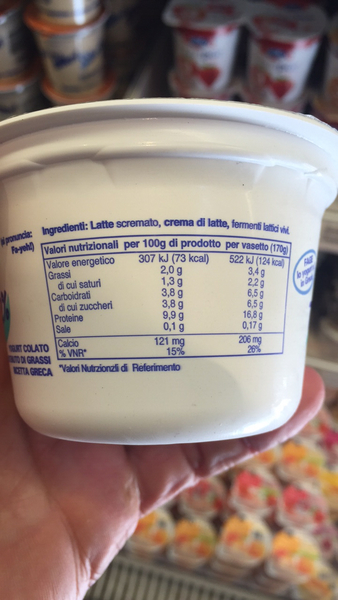 pronuncia:
Fa-yeh!)
Ingredienti: Latte scremato, crema di latte, fermenti lattici vivi.
Valori nutrizionali per 100g di prodotto per vasetto (170g)
Valore energetico 307 kJ (73 kcal) 522 kJ (124 kcal)
Grassi 2,0 g 3,4 g
di cui saturi 1,3 g 2,2 g
Carboidrati 3,8 g 6,5 g
di cui zuccheri 3,8 g 6,5 g
Proteine 9,9 g 16,8 g
Sale 0,1 g 0,17 g
Calcio 121 mg 206 mg
% VNR* 15% 26%
*Valori Nutrizionali di Riferimento
YOGURT COLATO
DI GRASSI
RICETTA GRECA